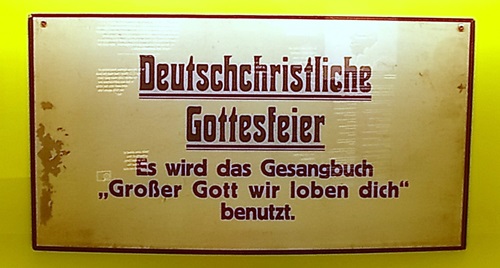 Deutschchristliche
Gottesfeier
Es wird das Gesangbuch
„Großer Gott wir loben dich“
benutzt.